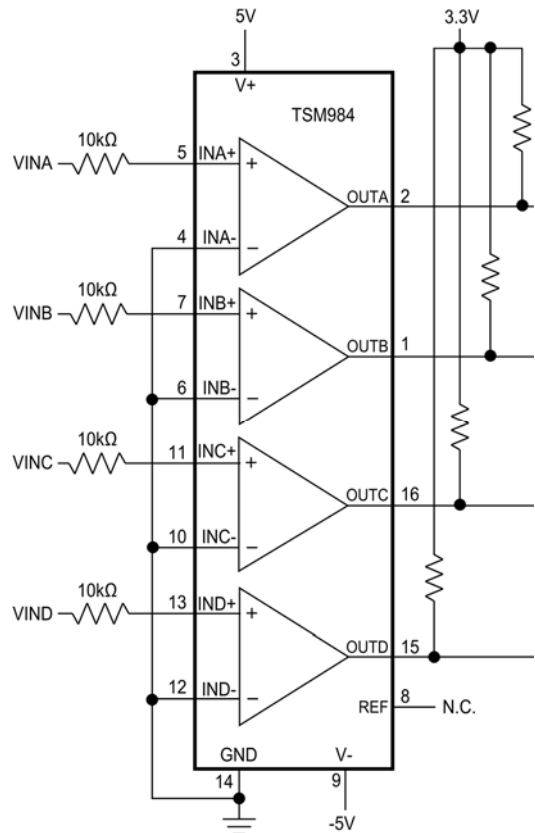 5V
3.3V
3
V+
TSM984
10kΩ
VINA
5
INA+
+
OUTA
2
4
INA-
−
10kΩ
VINB
7
INB+
+
OUTB
1
6
INB-
−
10kΩ
VINC
11
INC+
+
OUTC
16
10
INC-
−
10kΩ
VIND
13
IND+
+
OUTD
15
12
IND-
−
REF
8
N.C.
GND
V-
14
9
-5V